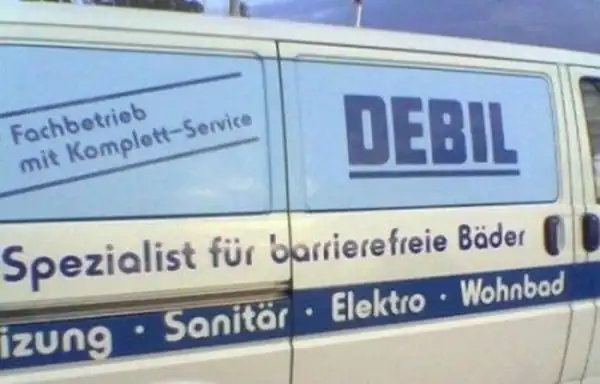 Fachbetrieb
mit Komplett-Service
DEBIL
Spezialist für barrierefreie Bäder
izung · Sanitär · Elektro · Wohnbad